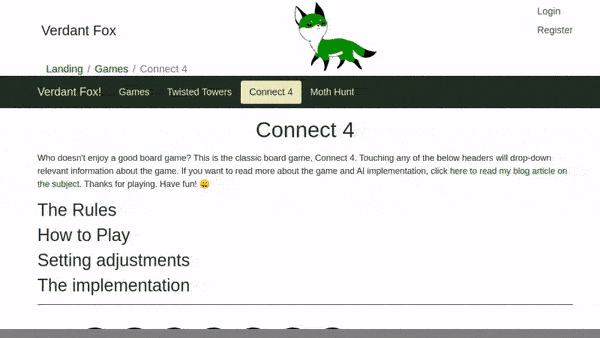 Login
Verdant Fox
Register
Landing / Games / Connect 4
Verdant Fox! Games Twisted Towers Connect 4 Moth Hunt
Connect 4
Who doesn't enjoy a good board game? This is the classic board game, Connect 4. Touching any of the below headers will drop-down
relevant information about the game. If you want to read more about the game and AI implementation, click here to read my blog article on
the subject. Thanks for playing. Have fun! 😀
The Rules
How to Play
Setting adjustments
The implementation